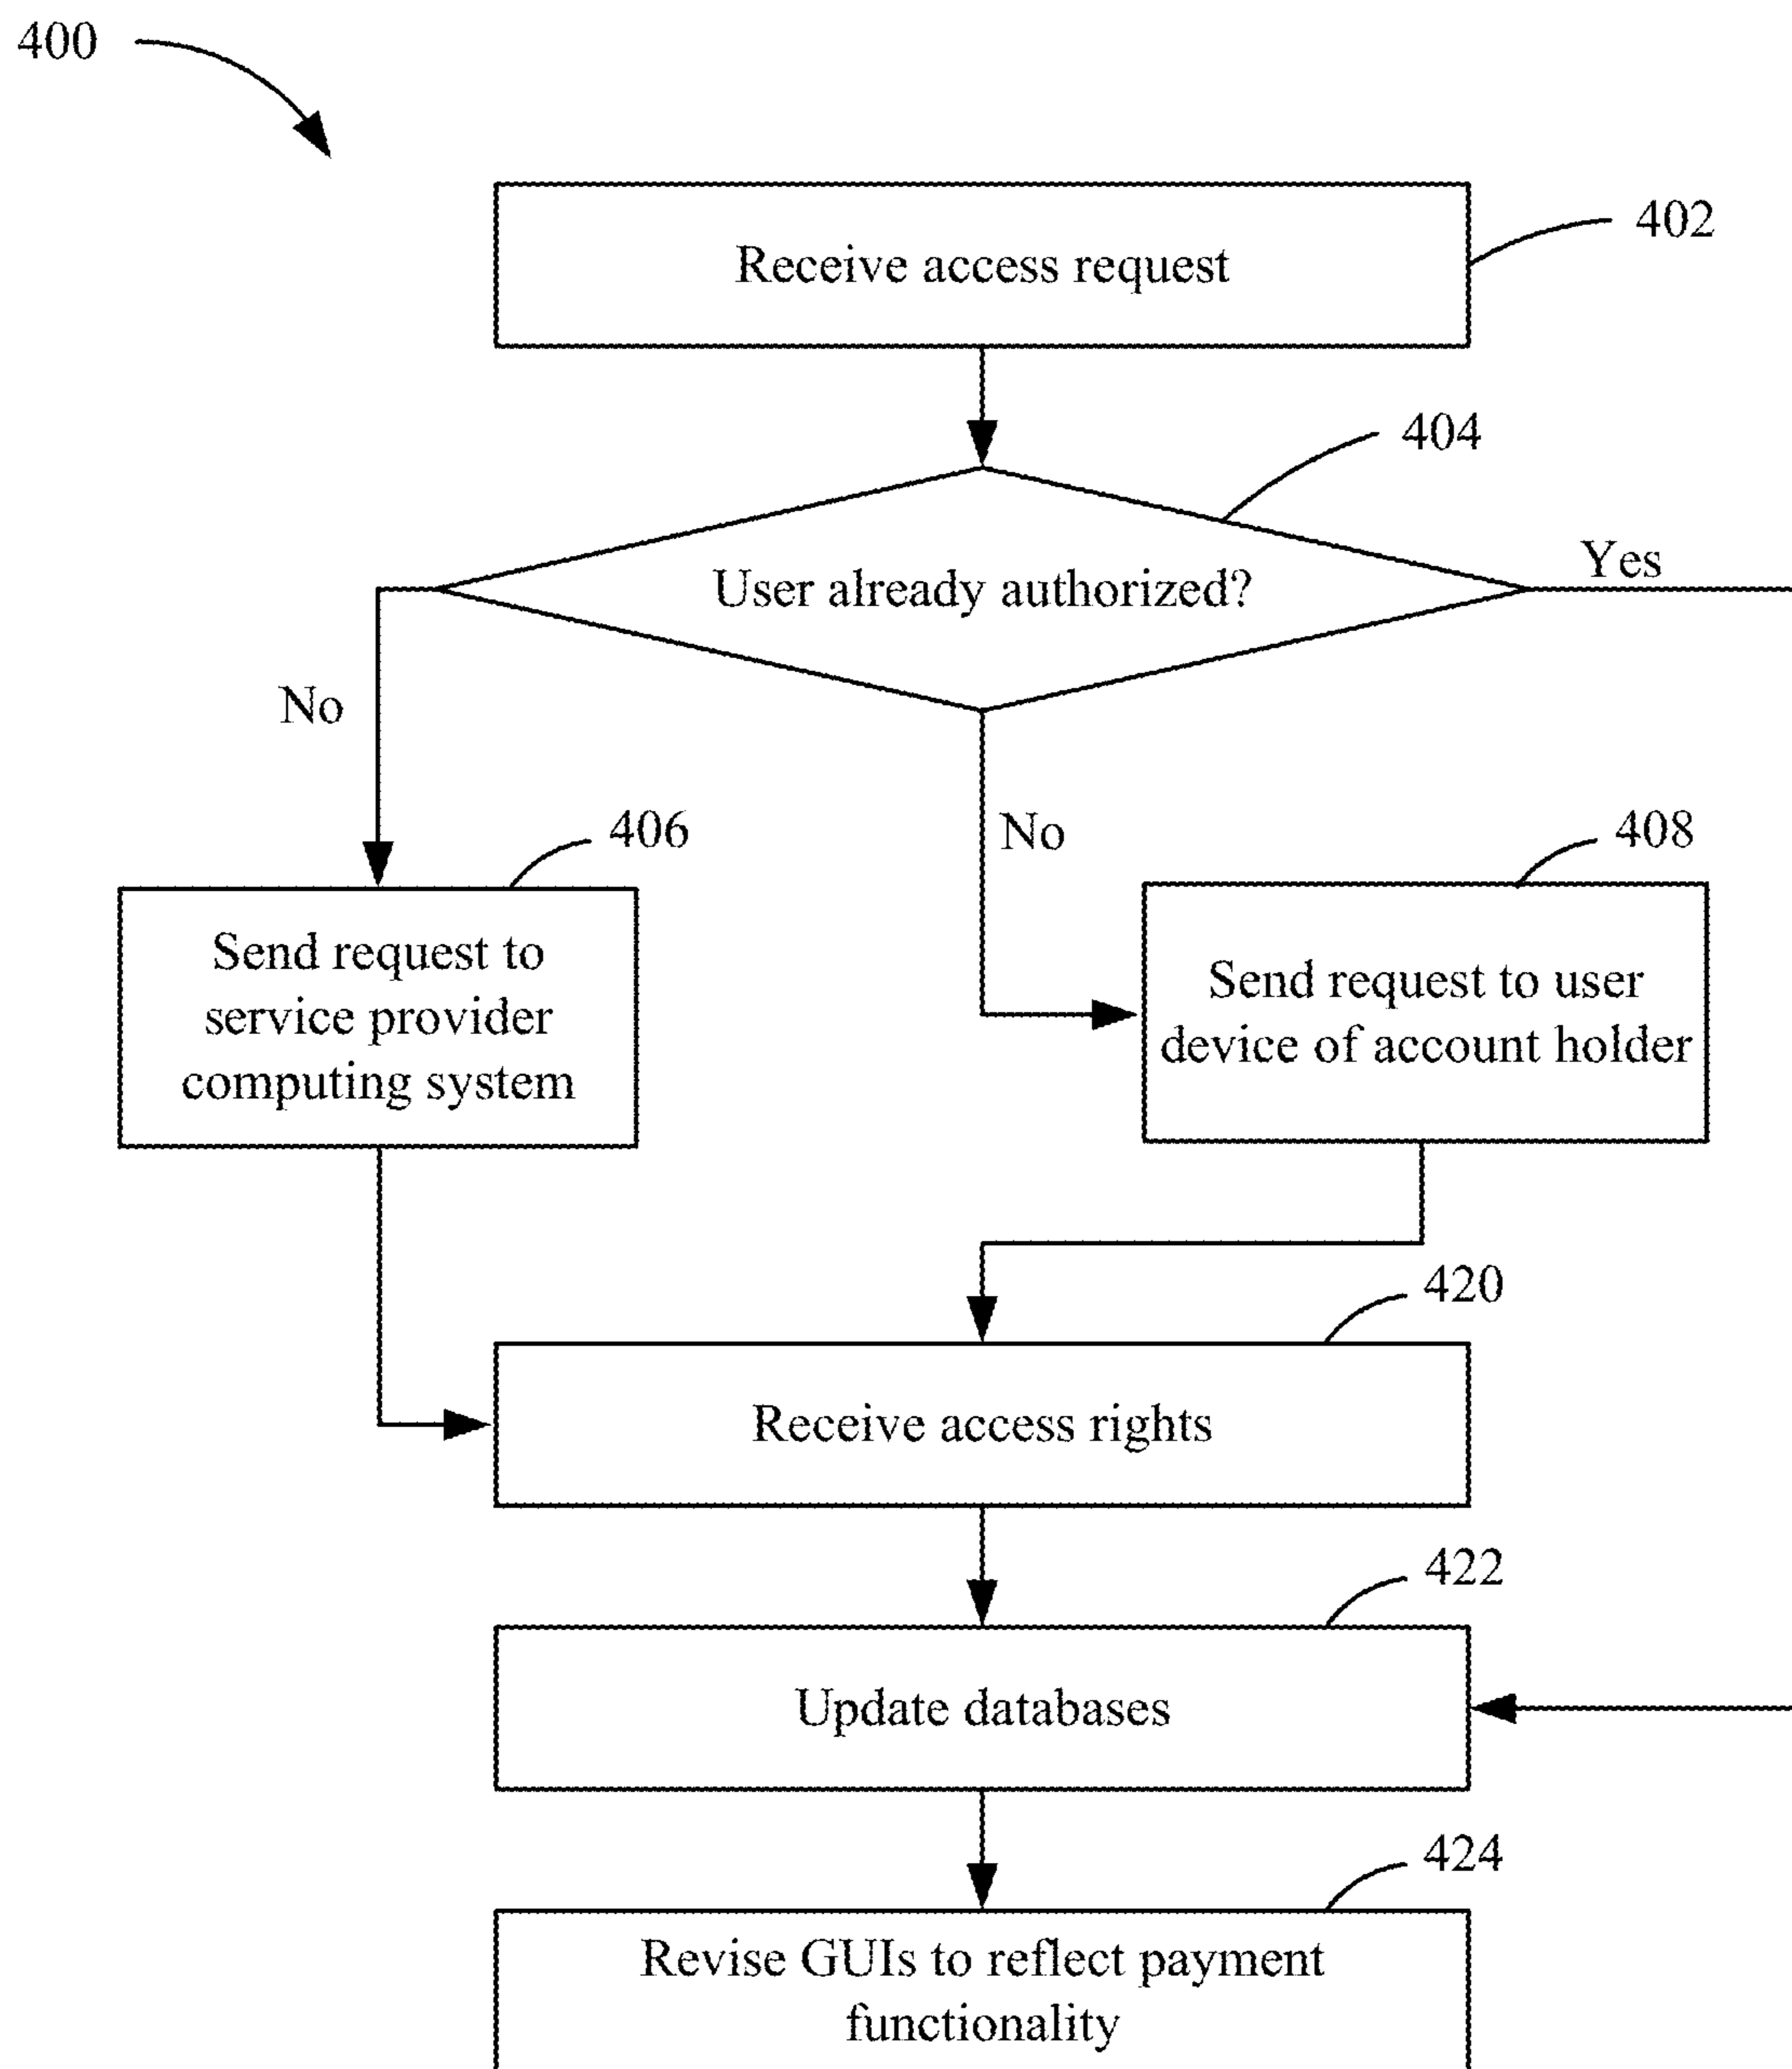 400
Receive access request
402
404
User already authorized?
Yes
No
No
406
408
Send request to
service provider
computing system
Send request to user
device of account holder
420
Receive access rights
422
Update databases
424
Revise GUIs to reflect payment
functionality